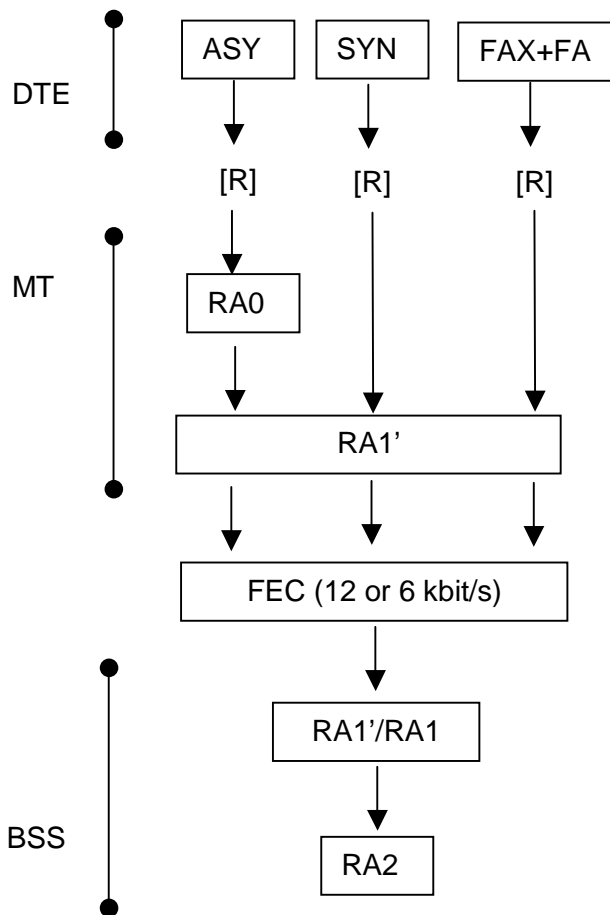 ASY SYN FAX+FA
DTE
[R] [R] [R]
MT
RA0
RA1’
FEC (12 or 6 kbit/s)
RA1’/RA1
BSS
RA2